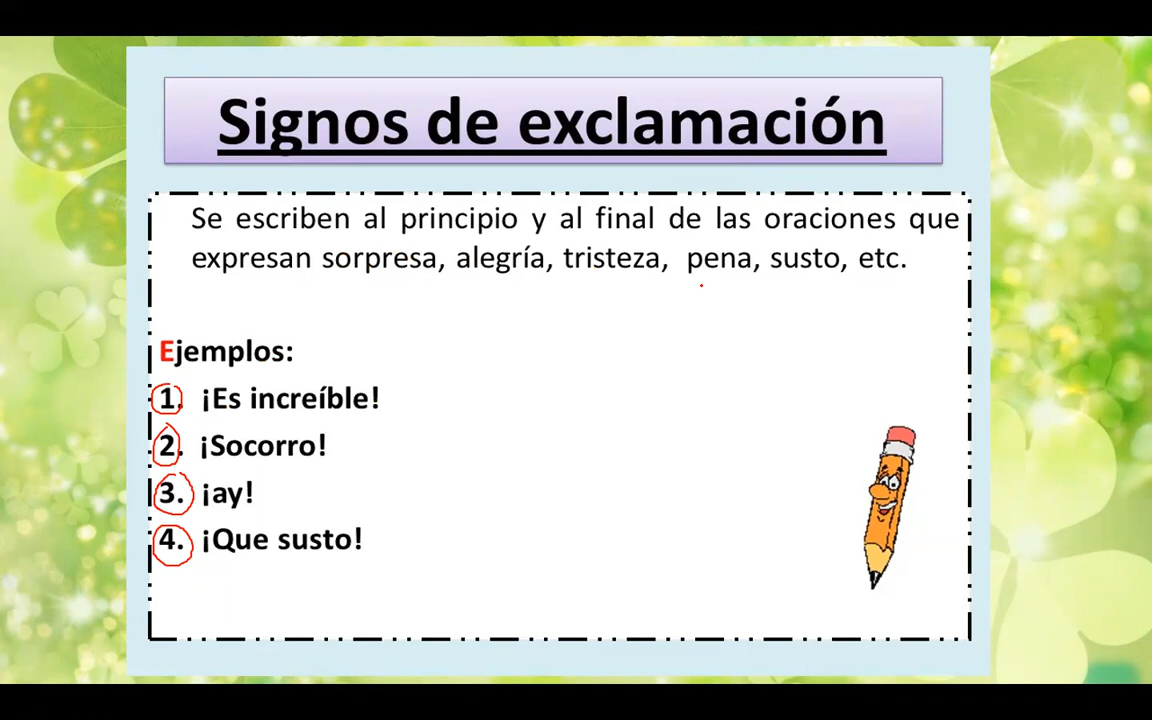 Signos de exclamación
Se escriben al principio y al final de las oraciones que
expresan sorpresa, alegría, tristeza, pena, susto, etc.
Ejemplos:
1. ¡Es increíble!
2. ¡Socorro!
3. ¡ay!
4. ¡Que susto!